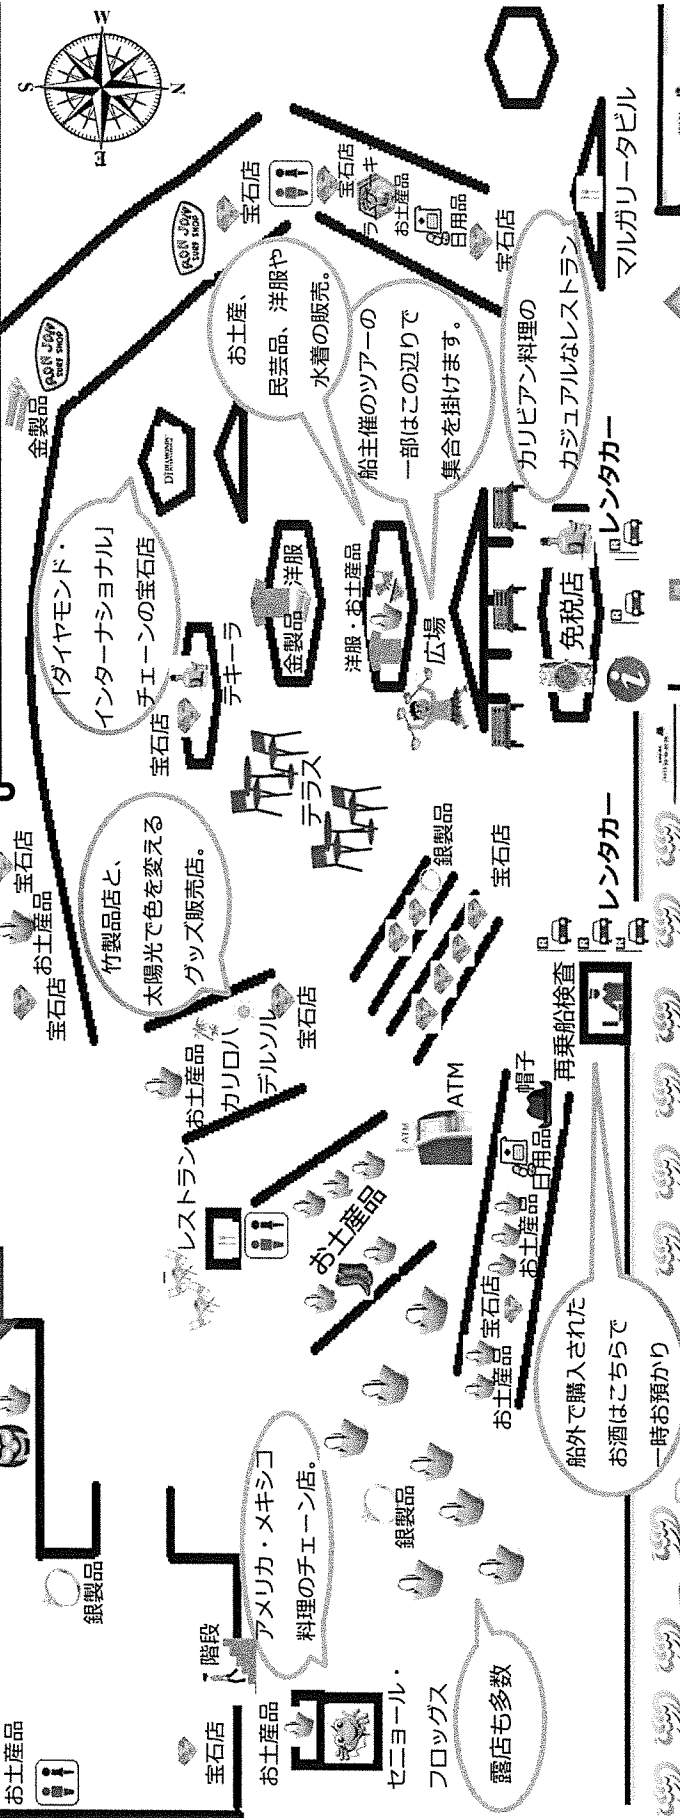 W
S
N
E
宝石店
RON JON
SURF SHOP
宝石店
お土産品
日用品
宝石店
マルガリータビル
RON JON
SURF SHOP
金製品
お土産、
民芸品、洋服や
水着の販売。
船主催のツアーの
一部はこの辺りで
集合を掛けます。
カリビアン料理の
カジュアルなレストラン
「ダイヤモンド・
インターナショナル」
チェーンの宝石店
宝石店
テキーラ
金製品
洋服
洋服・お土産品
広場
免税店
レンタカー
i
テラス
宝石店
お土産品
宝石店
竹製品店と、
太陽光で色を変える
グッズ販売店。
銀製品
宝石店
レンタカー
お土産品
カリロハ
デルソル
宝石店
ATM
ATM
帽子
再乗船検査
日用品
お土産品
宝石店
お土産品
レストラン
お土産品
船外で購入された
お酒はこちらで
一時お預かり
アメリカ・メキシコ
料理のチェーン店。
銀製品
銀製品
階段
お土産品
宝石店
お土産品
セニョール・
フロッグス
露店も多数